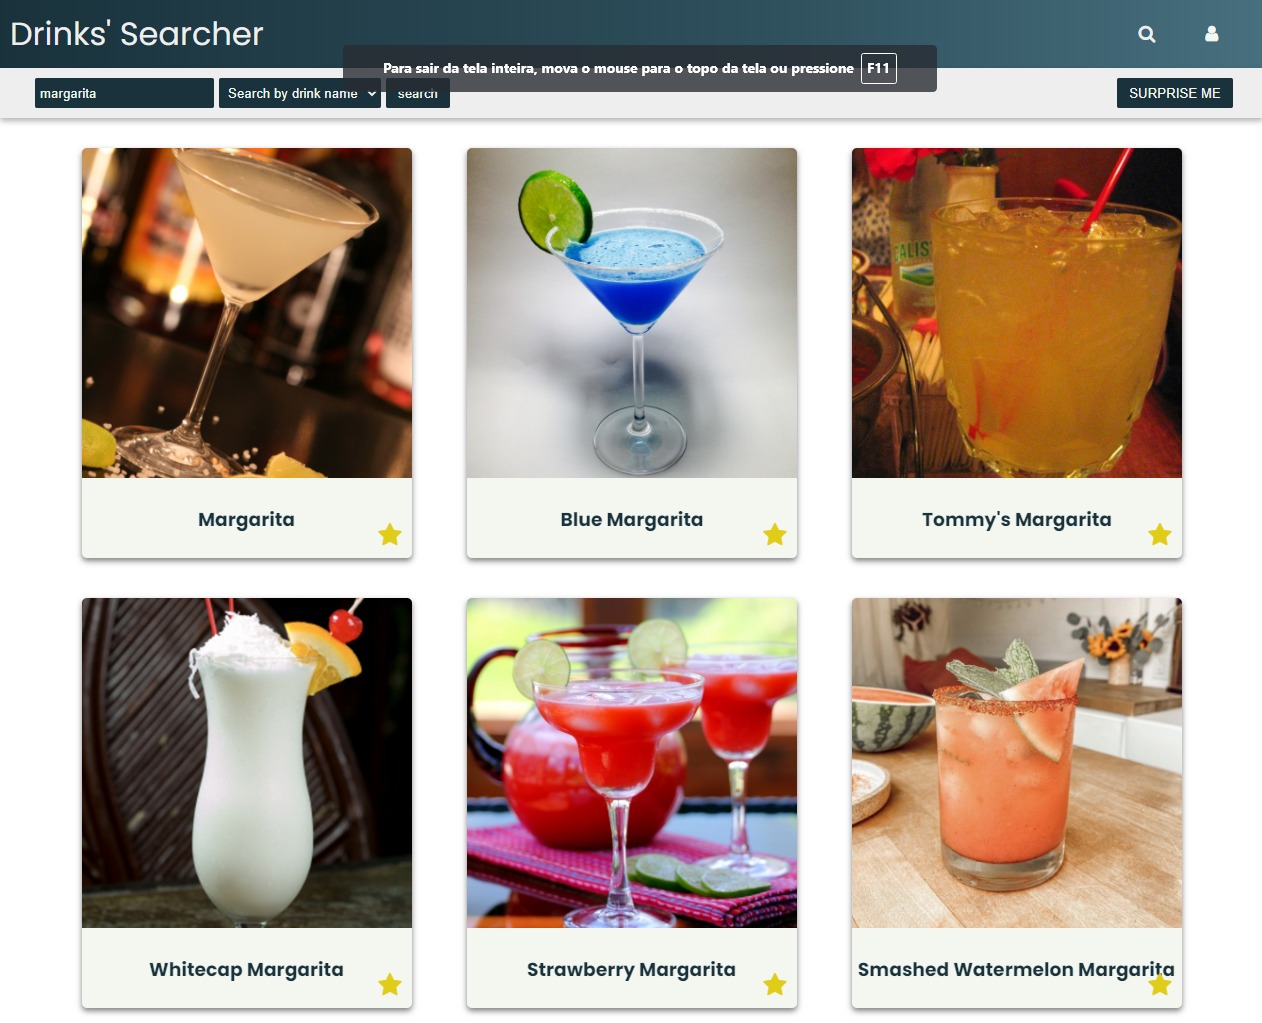 Drinks' Searcher
Para sair da tela inteira, mova o mouse para o topo da tela ou pressione F11
margarita
Search by drink name
search
SURPRISE ME
CALIS
Margarita
Blue Margarita
Tommy's Margarita
Whitecap Margarita
Strawberry Margarita
Smashed Watermelon Margarita